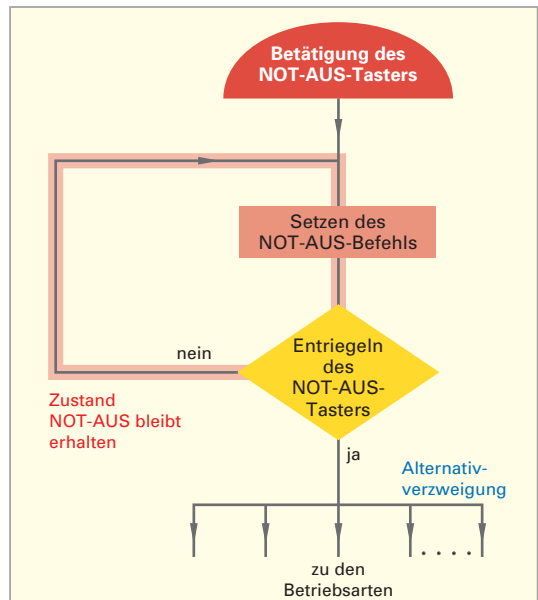 Betätigung des
NOT-AUS-Tasters
Setzen des
NOT-AUS-Befehls
nein
Entriegeln
des
NOT-AUS-
Tasters
Zustand
NOT-AUS bleibt
erhalten
ja
Alternativ-
verzweigung
. . . .
zu den
Betriebsarten